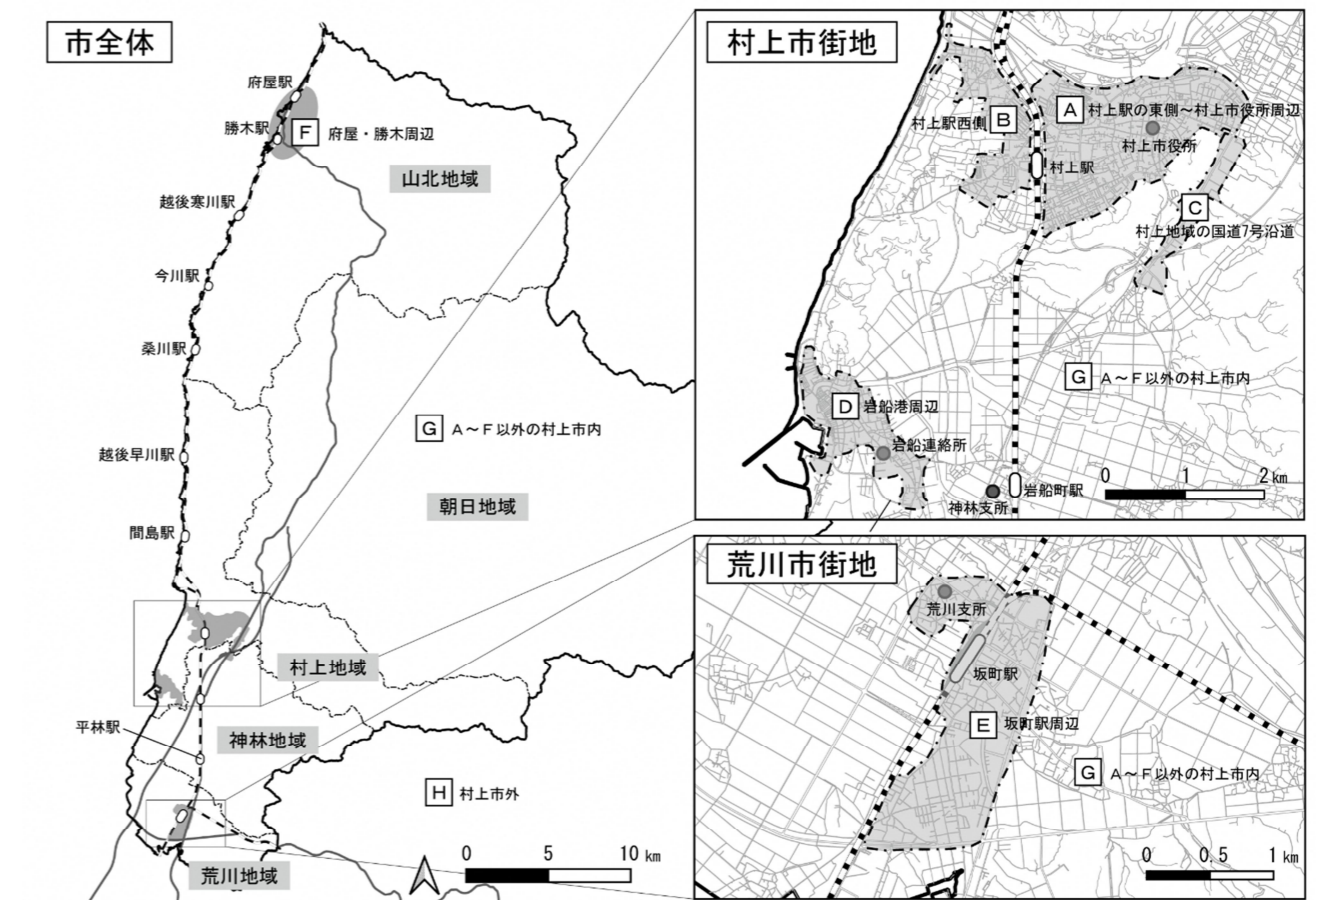 市全体
府屋駅
勝木駅
F
府屋・勝木周辺
山北地域
越後寒川駅
今川駅
桑川駅
G
A～F以外の村上市内
越後早川駅
朝日地域
間島駅
村上地域
平林駅
神林地域
H
村上市外
荒川地域
0 5 10 km
村上市街地
A
村上駅の東側～村上市役所周辺
B
村上駅西側
村上市役所
村上駅
C
村上地域の国道7号沿道
G
A～F以外の村上市内
D
岩船港周辺
岩船連絡所
岩船町駅
神林支所
0 1 2 km
荒川市街地
荒川支所
坂町駅
E
坂町駅周辺
G
A～F以外の村上市内
0 0.5 1 km